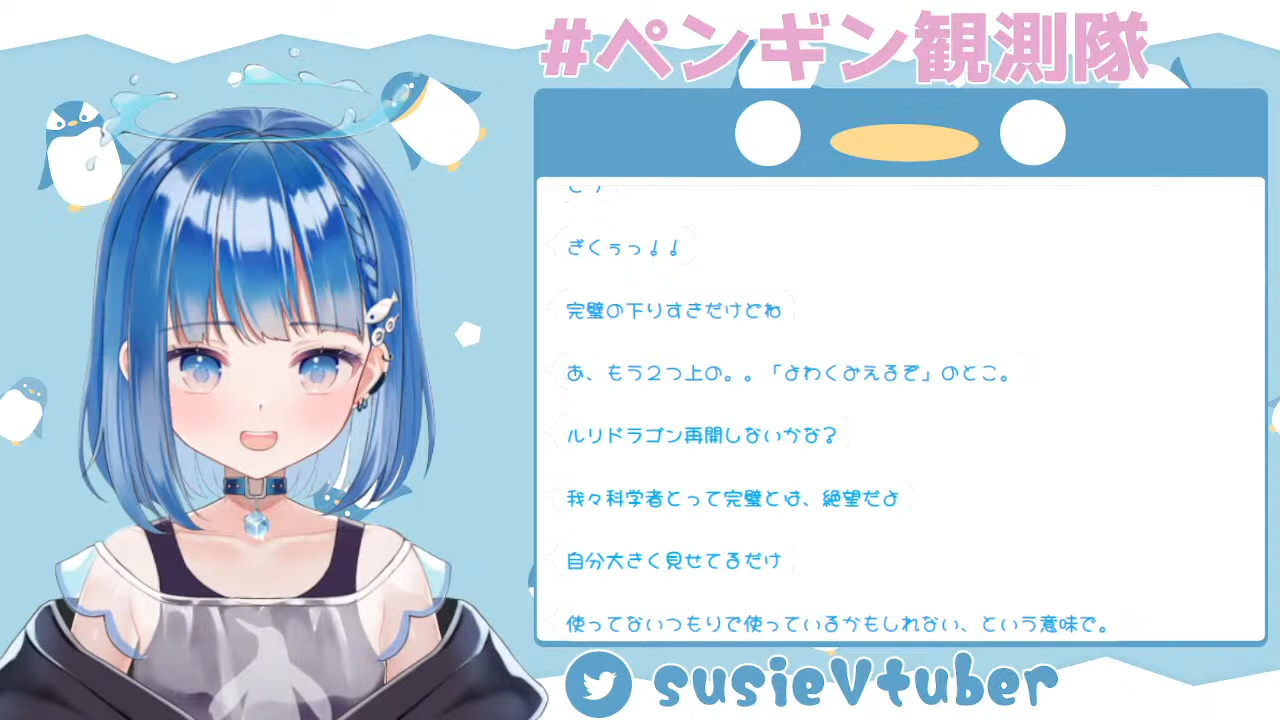 #ペンギン観測隊
ぎくぅっ！！
完璧の下りすきだけどね
あ、もう２つ上の。。「よわくみえるぞ」のとこ。
ルリドラゴン再開しないかな？
我々科学者とって完璧とは、絶望だよ
自分大きく見せてるだけ
使ってないつもりで使っているかもしれない、という意味で。
susieVtuber